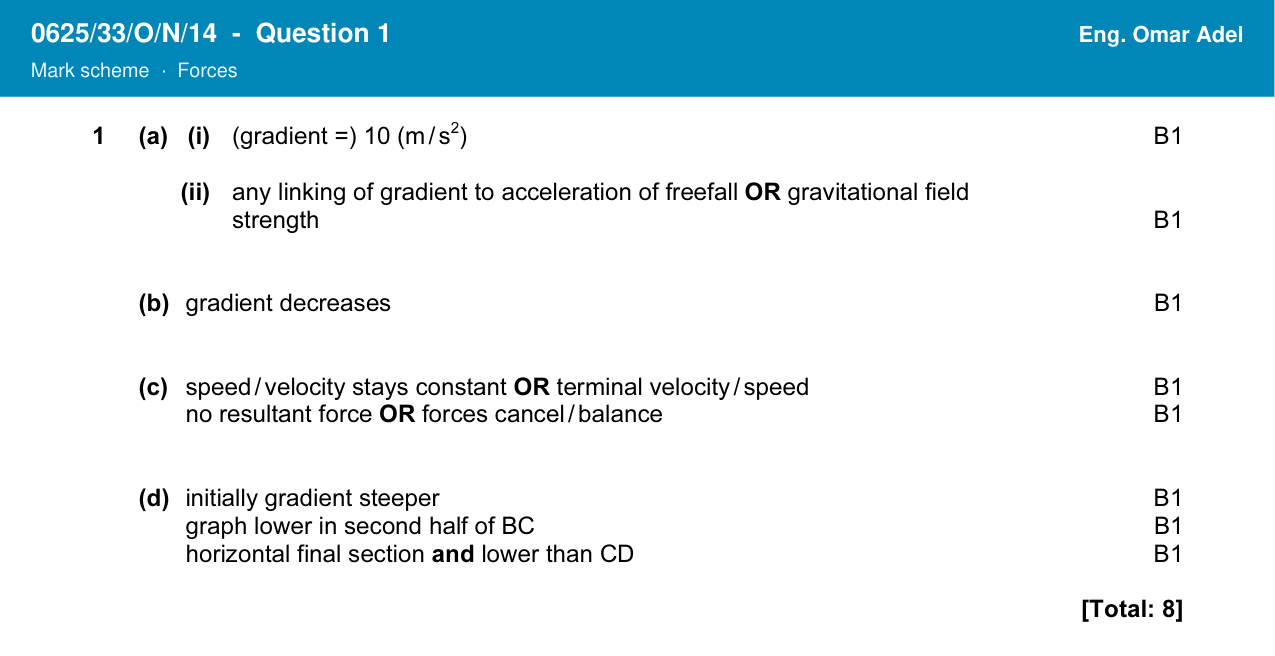 0625/33/O/N/14 - Question 1 Eng. Omar Adel
Mark scheme · Forces
1 (a) (i) (gradient =) 10 (m/s²) B1
(ii) any linking of gradient to acceleration of freefall OR gravitational field
strength B1
(b) gradient decreases B1
(c) speed/velocity stays constant OR terminal velocity/speed B1
no resultant force OR forces cancel/balance B1
(d) initially gradient steeper B1
graph lower in second half of BC B1
horizontal final section and lower than CD B1
[Total: 8]